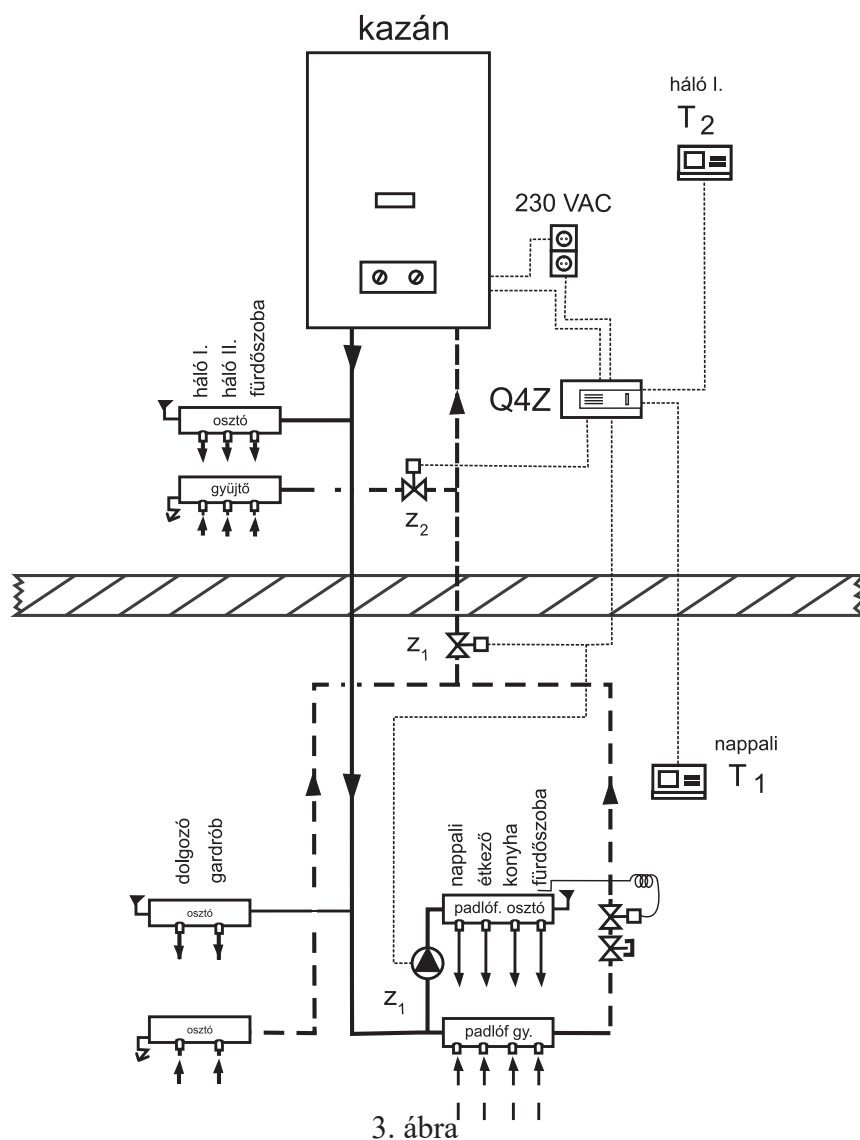 kazán
háló I.
T2
230 VAC
háló I.
háló II.
fürdőszoba
osztó
Q4Z
gyüjtő
z2
z1
nappali
T1
dolgozó
gardrób
nappali
étkező
konyha
fürdőszoba
osztó
padlóf. osztó
z1
osztó
padlóf gy.
3. ábra